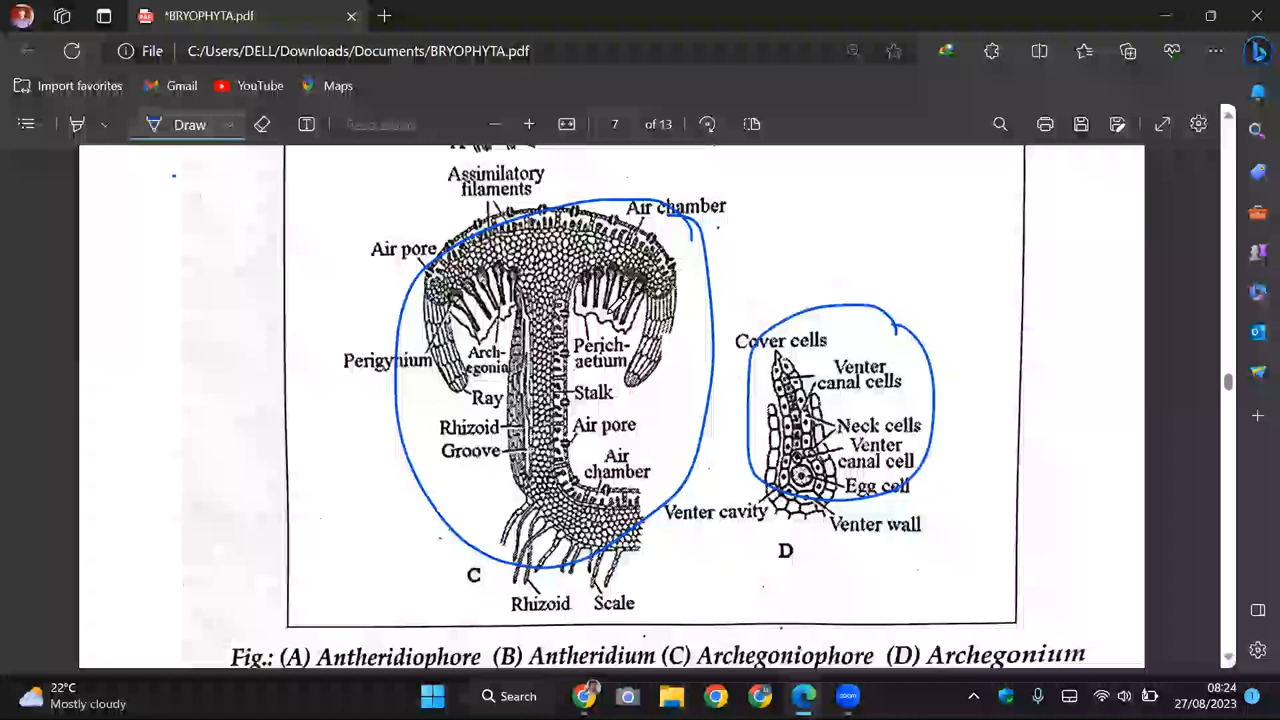 *BRYOPHYTA.pdf
File C:/Users/DELL/Downloads/Documents/BRYOPHYTA.pdf
Import favorites Gmail YouTube Maps
Draw 7 of 13
Assimilatory
filaments
Air chamber
Air pore
Perigynium
Arch-
egonia
Perich-
aetium
Ray
Stalk
Rhizoid
Air pore
Groove
Air
chamber
C
Rhizoid Scale
Cover cells
Venter
canal cells
Neck cells
Venter
canal cell
Egg cell
Venter cavity
Venter wall
D
Fig.: (A) Antheridiophore (B) Antheridium (C) Archegoniophore (D) Archegonium
22°C
Mostly cloudy
Search
zoom
08:24
27/08/2023
1